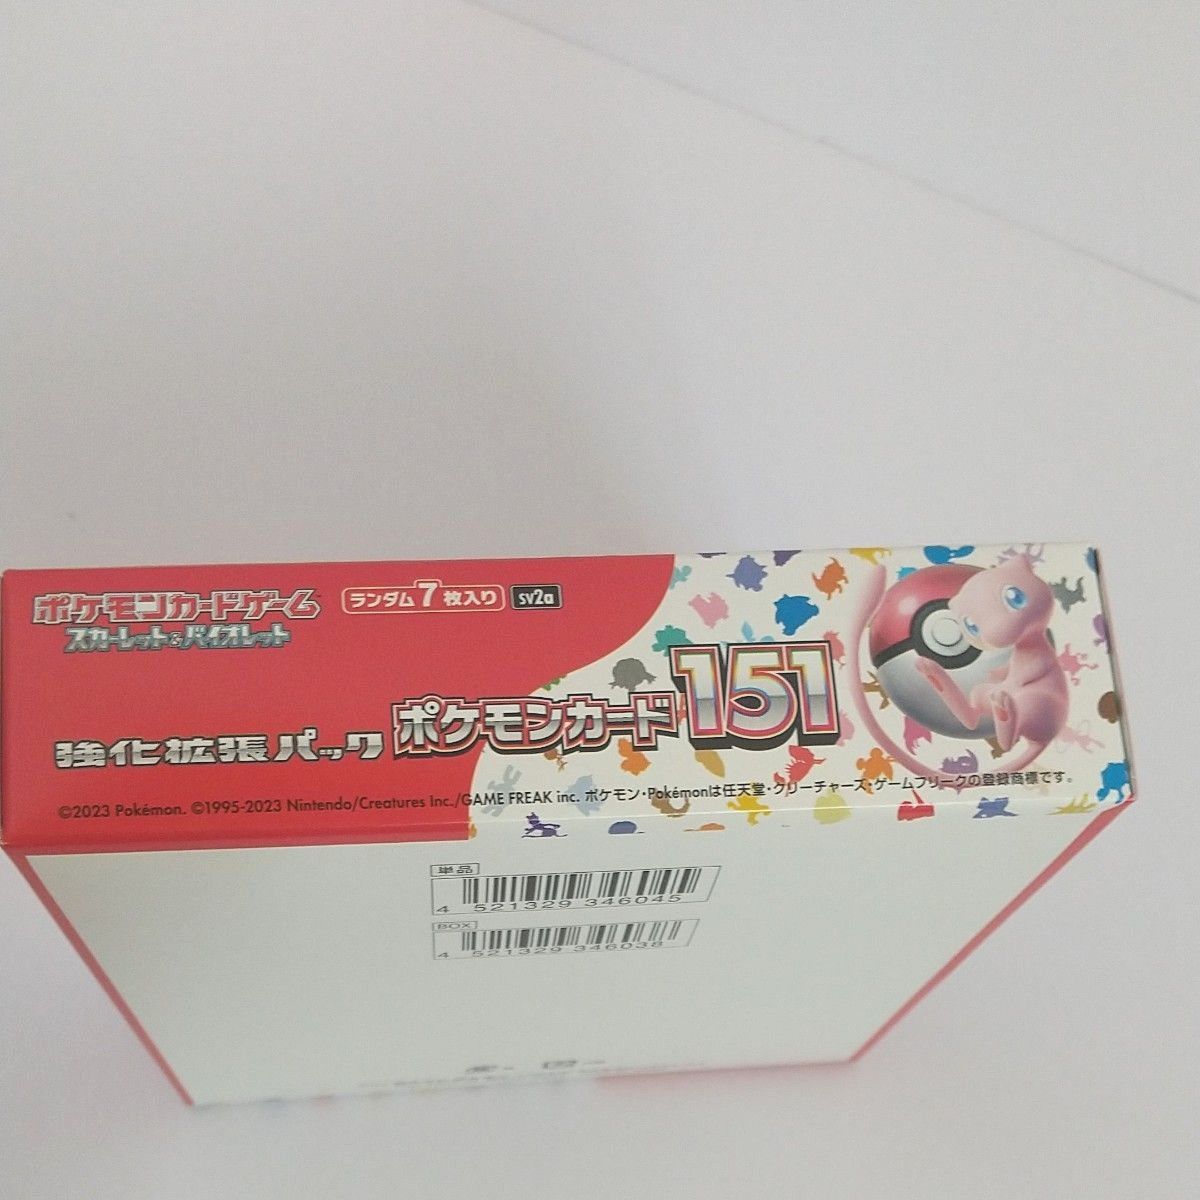 ポケモンカードゲーム
スカーレット&バイオレット
ランダム7枚入り
sv2a
強化拡張パック
ポケモンカード151
©2023 Pokémon. ©1995-2023 Nintendo/Creatures Inc./GAME FREAK inc. ポケモン・Pokémonは任天堂・クリーチャーズ・ゲームフリークの登録商標です。
単品
4 521329 346045
BOX
4 521329 346038